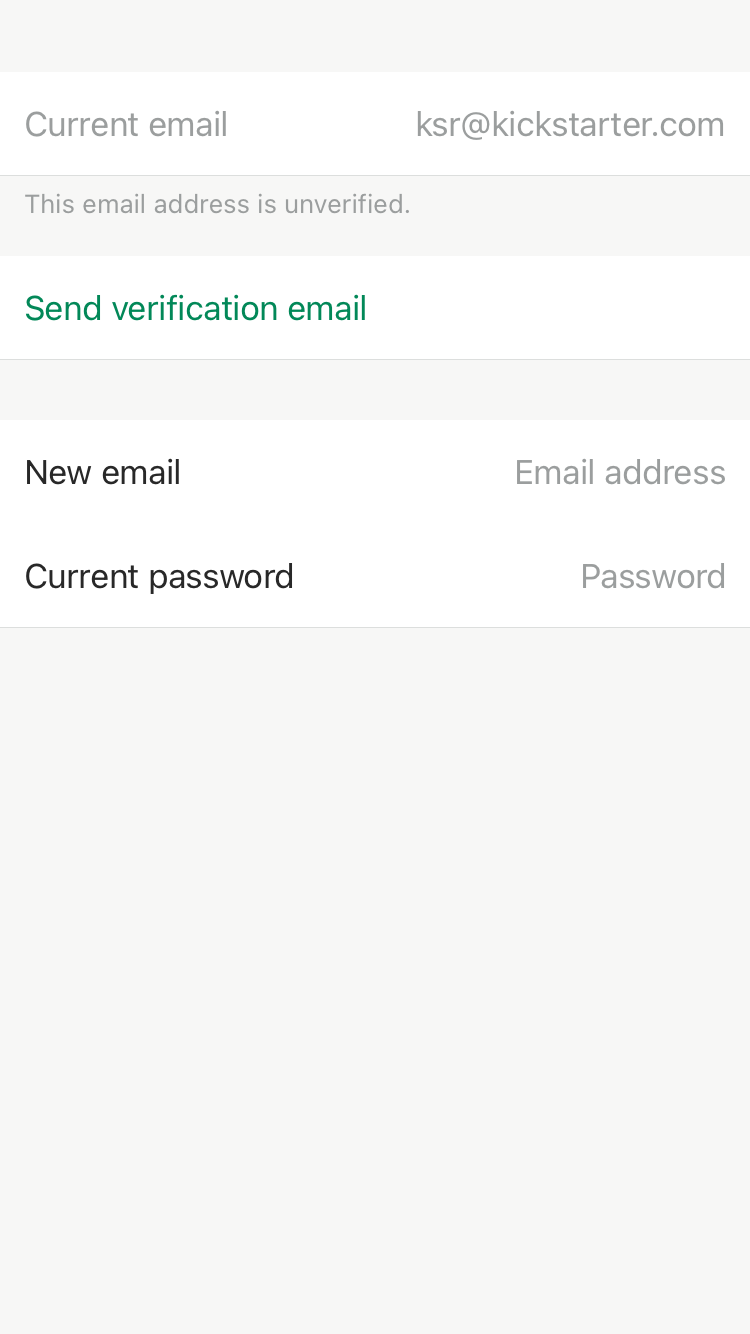 Current email ksr@kickstarter.com
This email address is unverified.
Send verification email
New email Email address
Current password Password